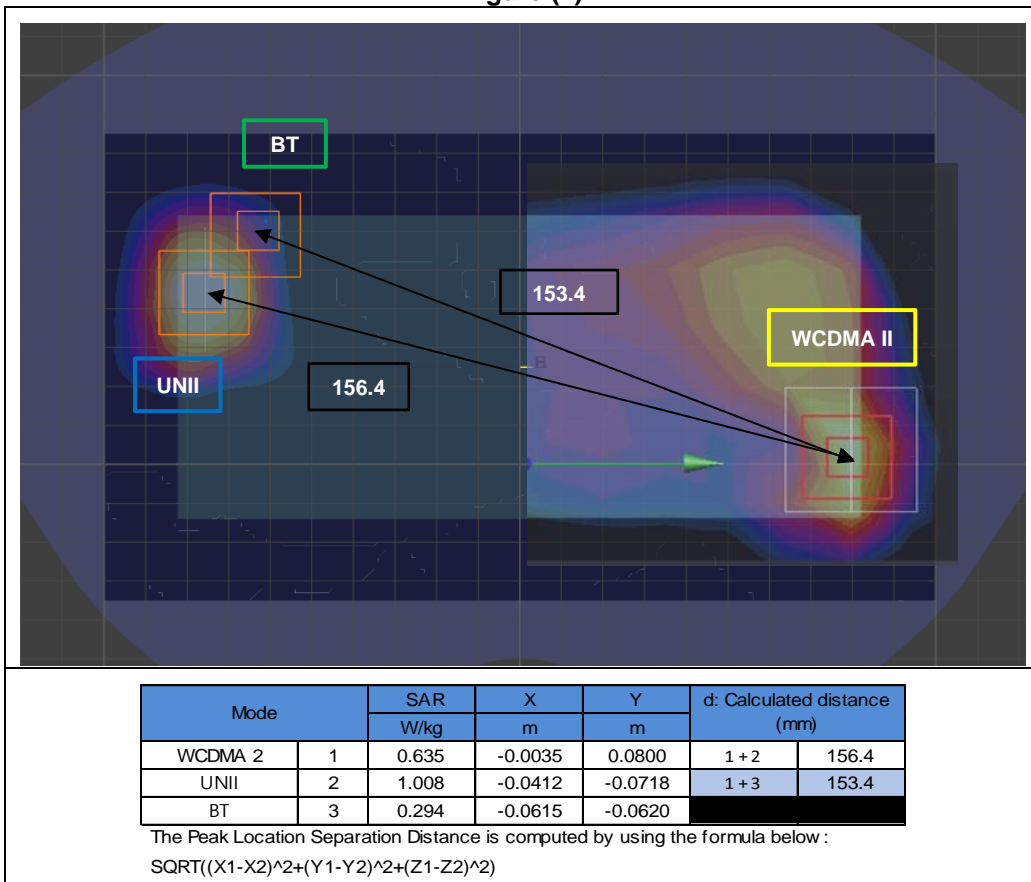 BT
153.4
WCDMA II
UNII
156.4
Mode SAR X Y d: Calculated distance (mm)
W/kg m m
WCDMA 2 1 0.635 -0.0035 0.0800 1 + 2 156.4
UNII 2 1.008 -0.0412 -0.0718 1 + 3 153.4
BT 3 0.294 -0.0615 -0.0620
The Peak Location Separation Distance is computed by using the formula below :
SQRT((X1-X2)^2+(Y1-Y2)^2+(Z1-Z2)^2)